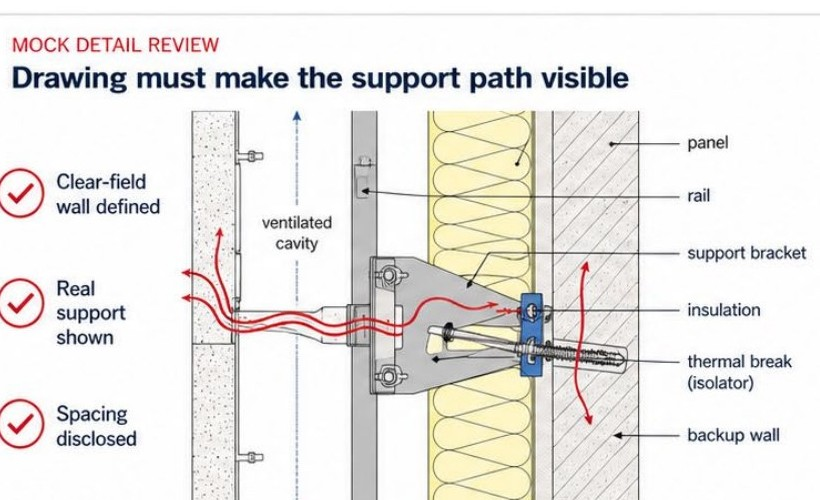 MOCK DETAIL REVIEW
Drawing must make the support path visible
Clear-field
wall defined
Real
support
shown
Spacing
disclosed
ventilated
cavity
panel
rail
support bracket
insulation
thermal break
(isolator)
backup wall